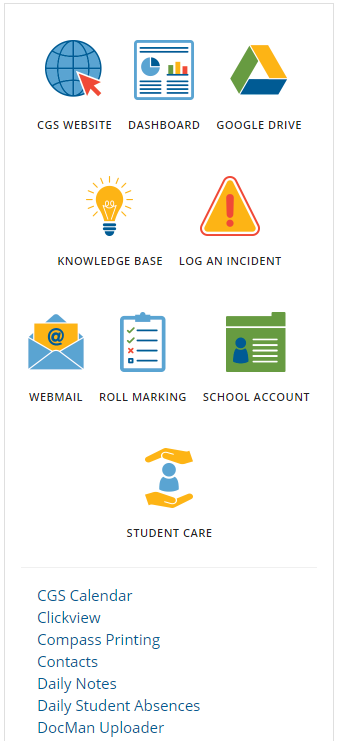 CGS WEBSITE DASHBOARD GOOGLE DRIVE
KNOWLEDGE BASE LOG AN INCIDENT
@
WEBMAIL ROLL MARKING SCHOOL ACCOUNT
STUDENT CARE
CGS Calendar
Clickview
Compass Printing
Contacts
Daily Notes
Daily Student Absences
DocMan Uploader